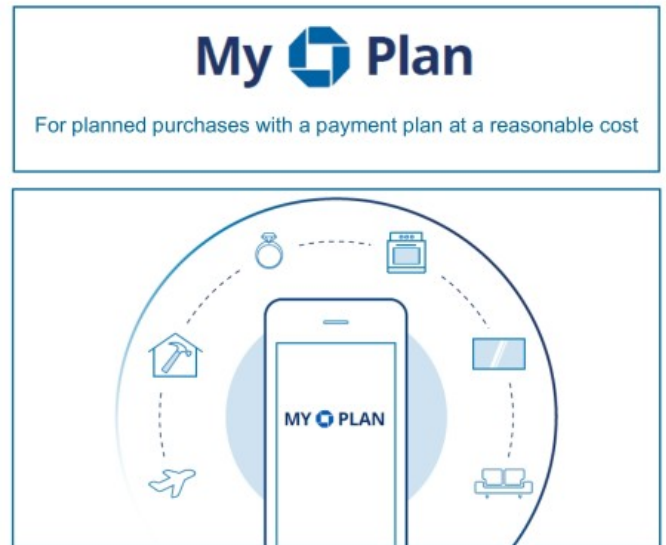 My Plan
For planned purchases with a payment plan at a reasonable cost
MY PLAN